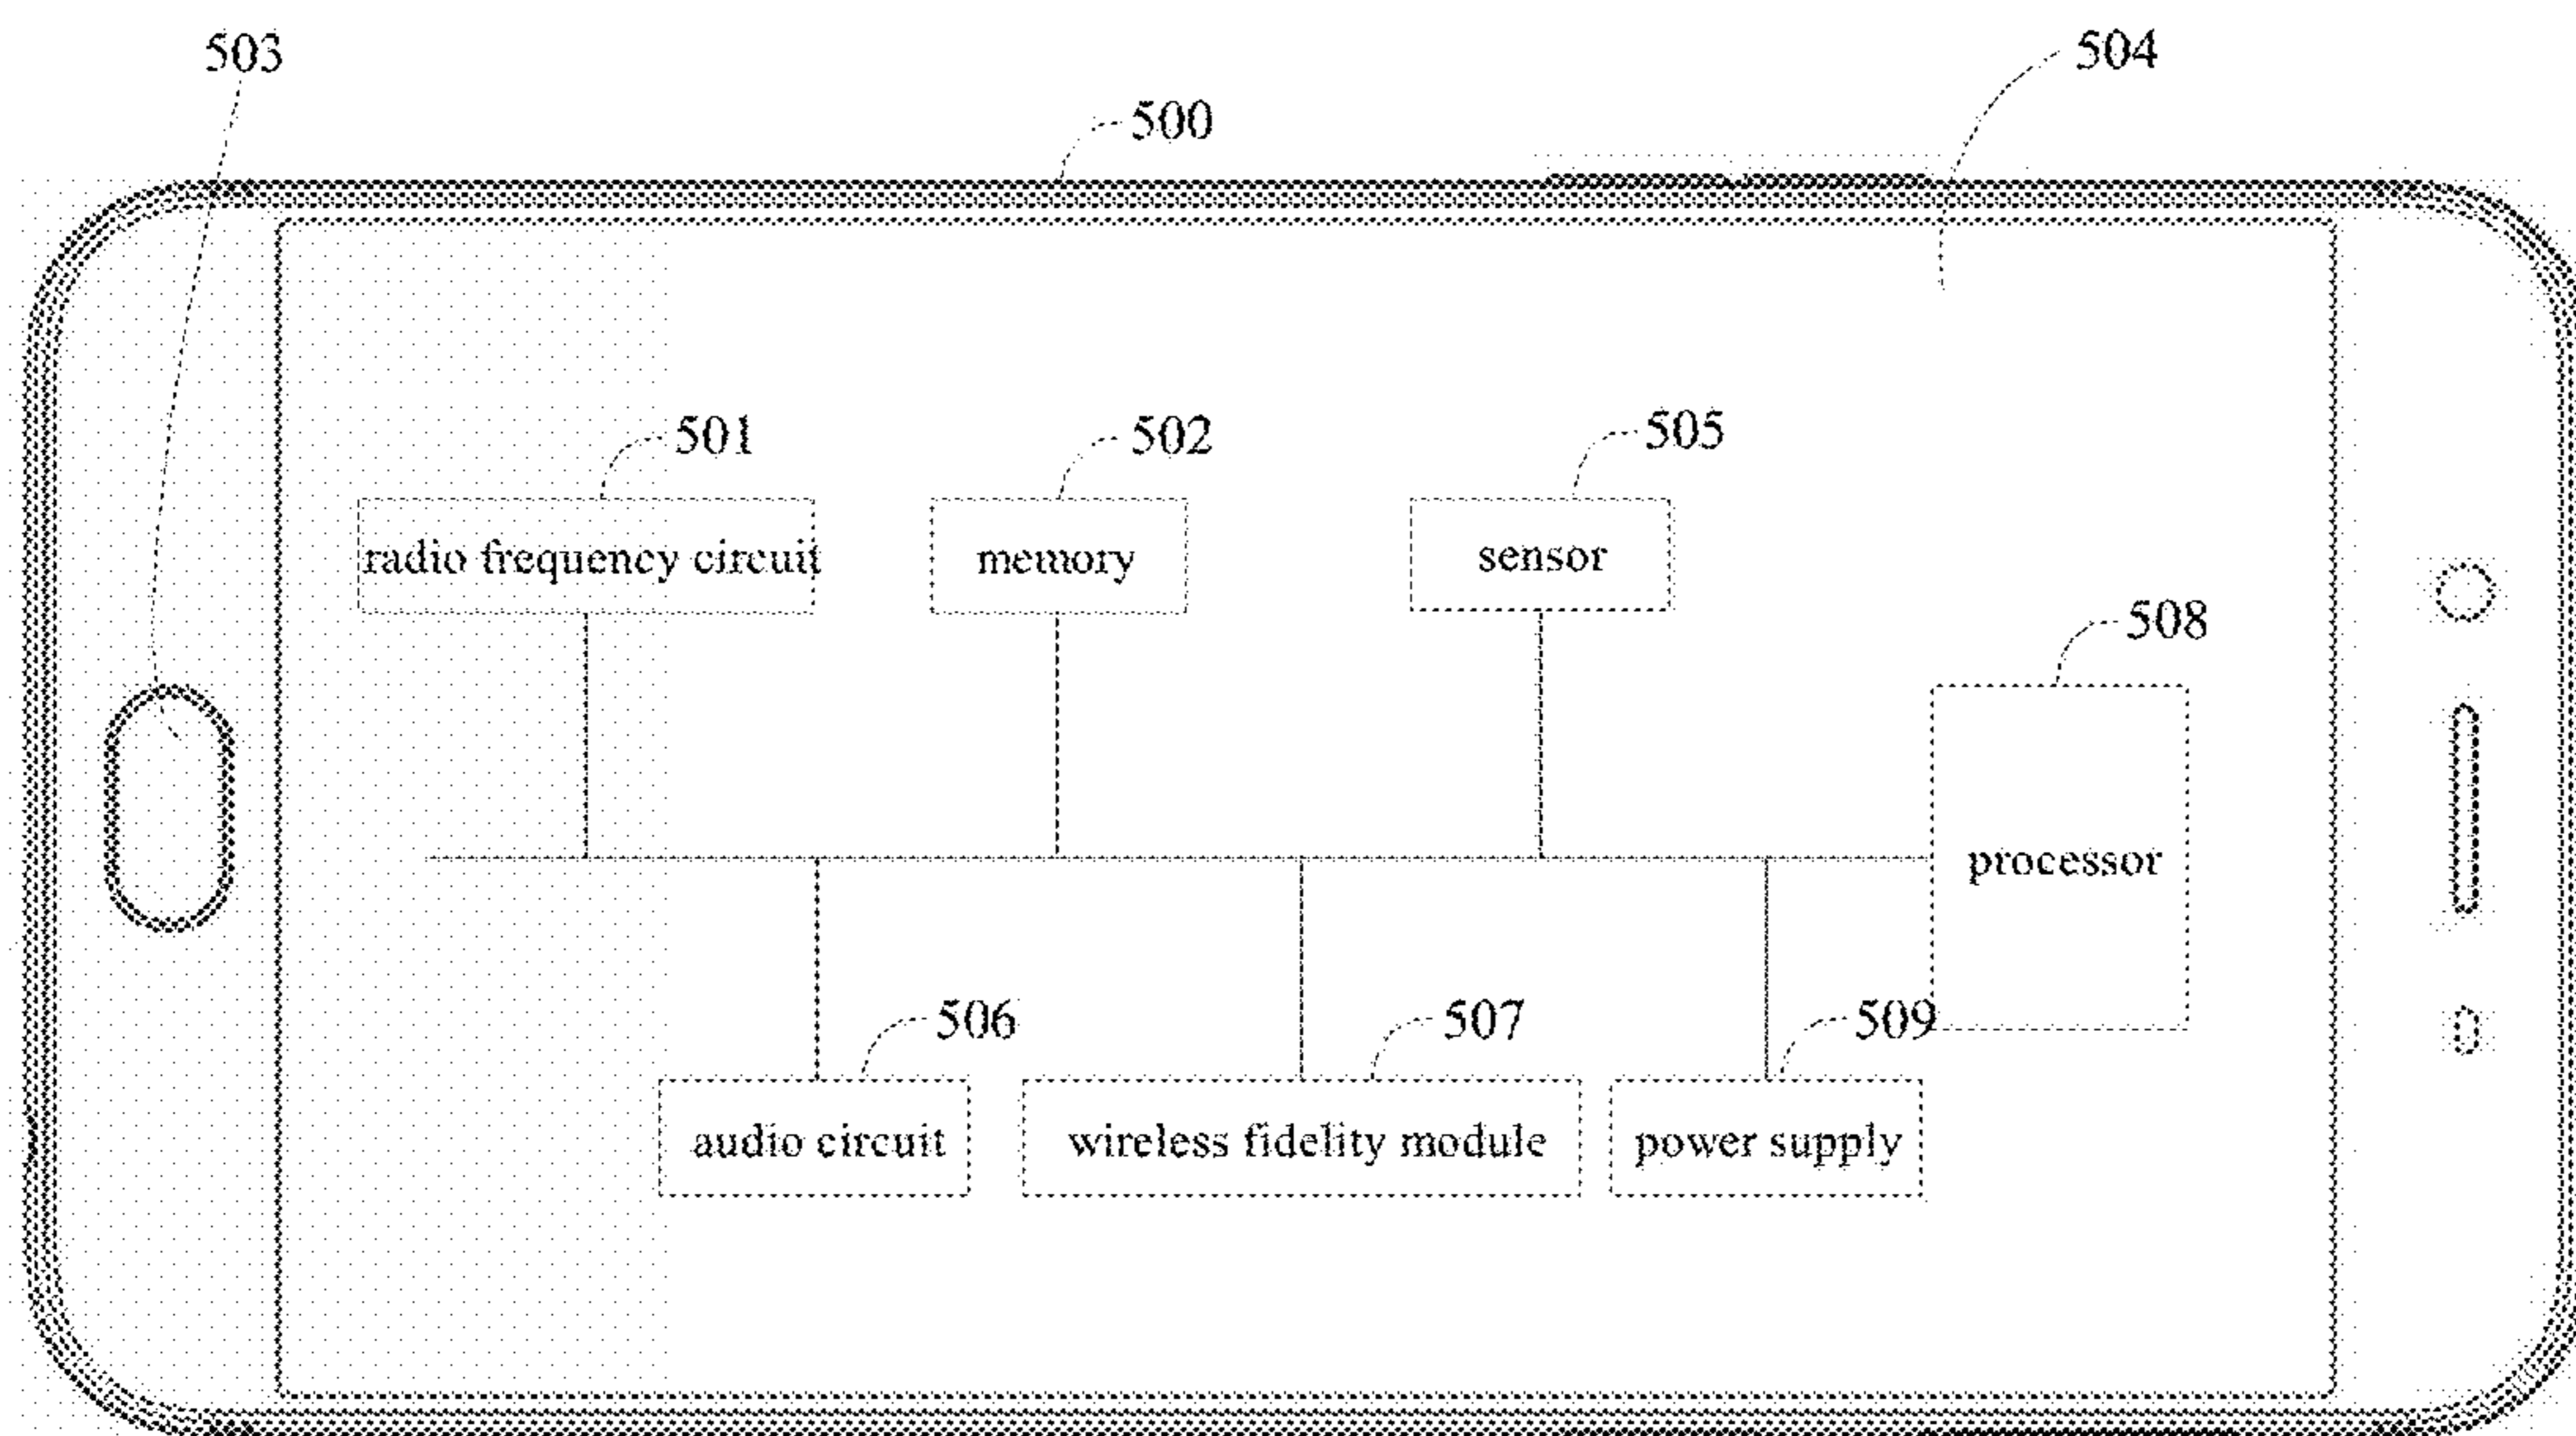 503
504
500
501
502
505
radio frequency circuit
memory
sensor
508
processor
506
507
509
audio circuit
wireless fidelity module
power supply